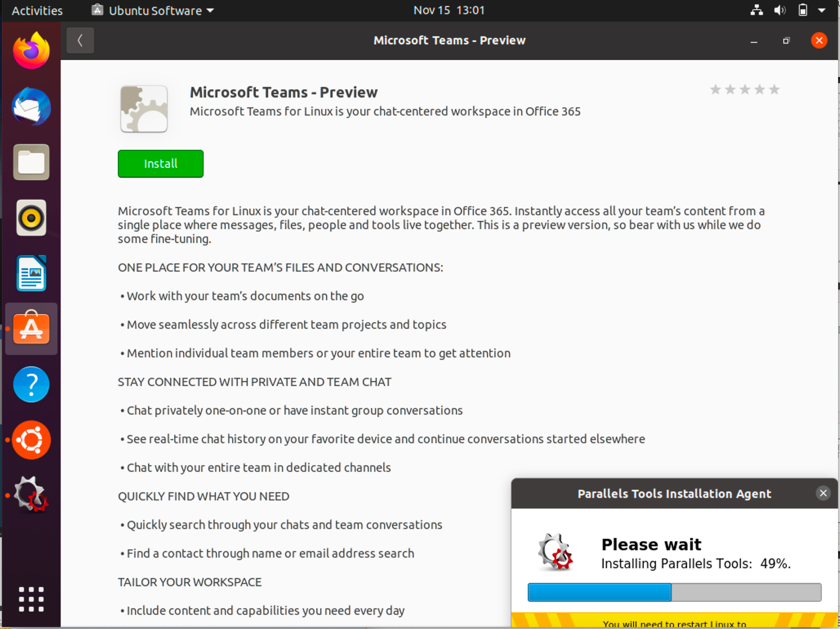 Activities
Ubuntu Software
Nov 15 13:01
Microsoft Teams - Preview
Microsoft Teams - Preview
Microsoft Teams for Linux is your chat-centered workspace in Office 365
Install
Microsoft Teams for Linux is your chat-centered workspace in Office 365. Instantly access all your team's content from a
single place where messages, files, people and tools live together. This is a preview version, so bear with us while we do
some fine-tuning.
ONE PLACE FOR YOUR TEAM'S FILES AND CONVERSATIONS:
• Work with your team's documents on the go
• Move seamlessly across different team projects and topics
• Mention individual team members or your entire team to get attention
STAY CONNECTED WITH PRIVATE AND TEAM CHAT
• Chat privately one-on-one or have instant group conversations
• See real-time chat history on your favorite device and continue conversations started elsewhere
• Chat with your entire team in dedicated channels
QUICKLY FIND WHAT YOU NEED
• Quickly search through your chats and team conversations
• Find a contact through name or email address search
TAILOR YOUR WORKSPACE
• Include content and capabilities you need every day
Parallels Tools Installation Agent
Please wait
Installing Parallels Tools: 49%.
You will need to restart Linux to